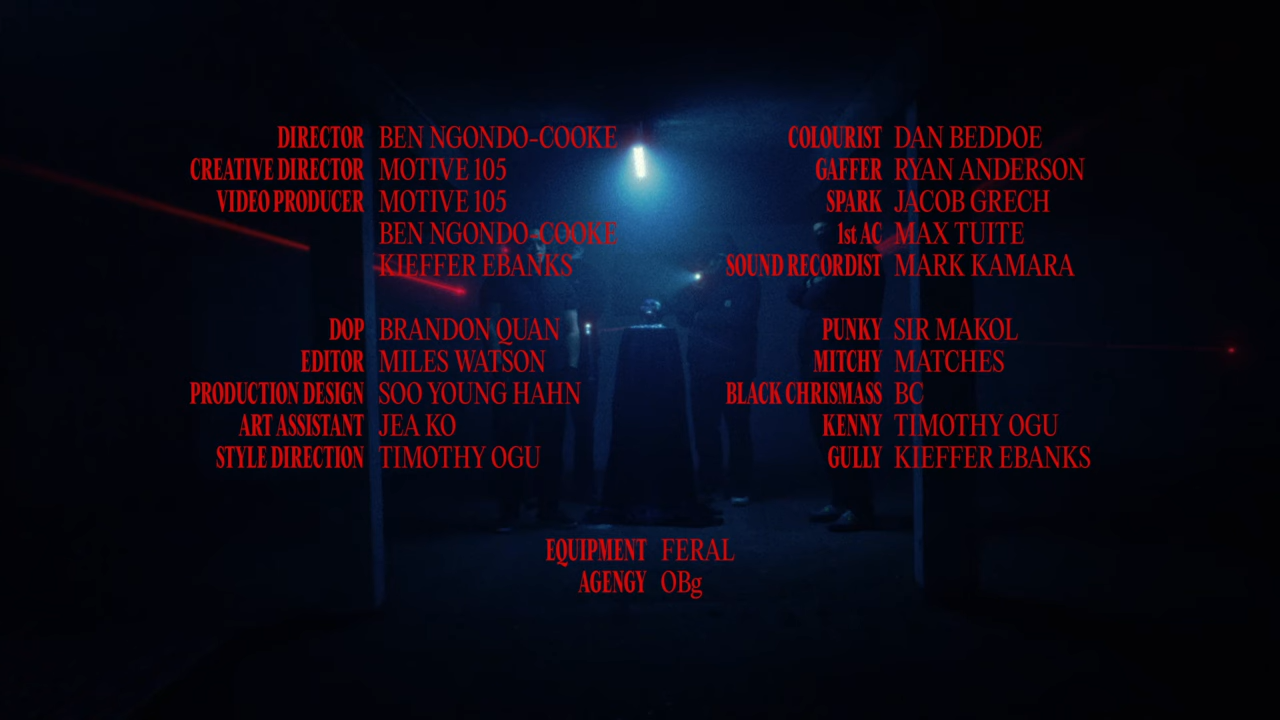 DIRECTOR BEN NGONDO-COOKE
CREATIVE DIRECTOR MOTIVE 105
VIDEO PRODUCER MOTIVE 105
BEN NGONDO-COOKE
KIEFFER EBANKS
DOP BRANDON QUAN
EDITOR MILES WATSON
PRODUCTION DESIGN SOO YOUNG HAHN
ART ASSISTANT JEA KO
STYLE DIRECTION TIMOTHY OGU
COLOURIST DAN BEDDOE
GAFFER RYAN ANDERSON
SPARK JACOB GRECH
1st AC MAX TUITE
SOUND RECORDIST MARK KAMARA
PUNKY SIR MAKOL
MITCHY MATCHES
BLACK CHRISMASS BC
KENNY TIMOTHY OGU
GULLY KIEFFER EBANKS
EQUIPMENT FERAL
AGENGY OBg